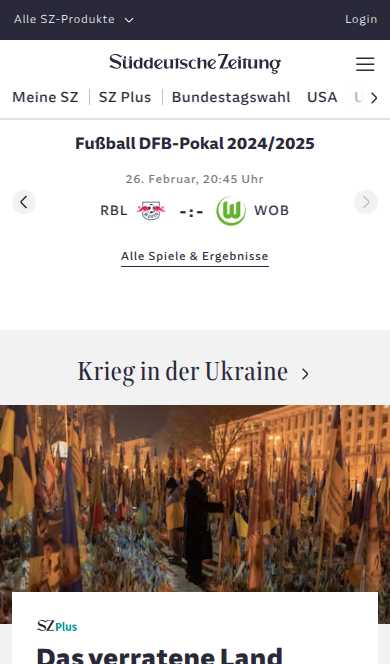 Alle SZ-Produkte
Login
Süddeutsche Zeitung
Meine SZ
SZ Plus
Bundestagswahl
USA
Fußball DFB-Pokal 2024/2025
26. Februar, 20:45 Uhr
RBL -:- WOB
Alle Spiele & Ergebnisse
Krieg in der Ukraine
SZ Plus
Das verratene Land